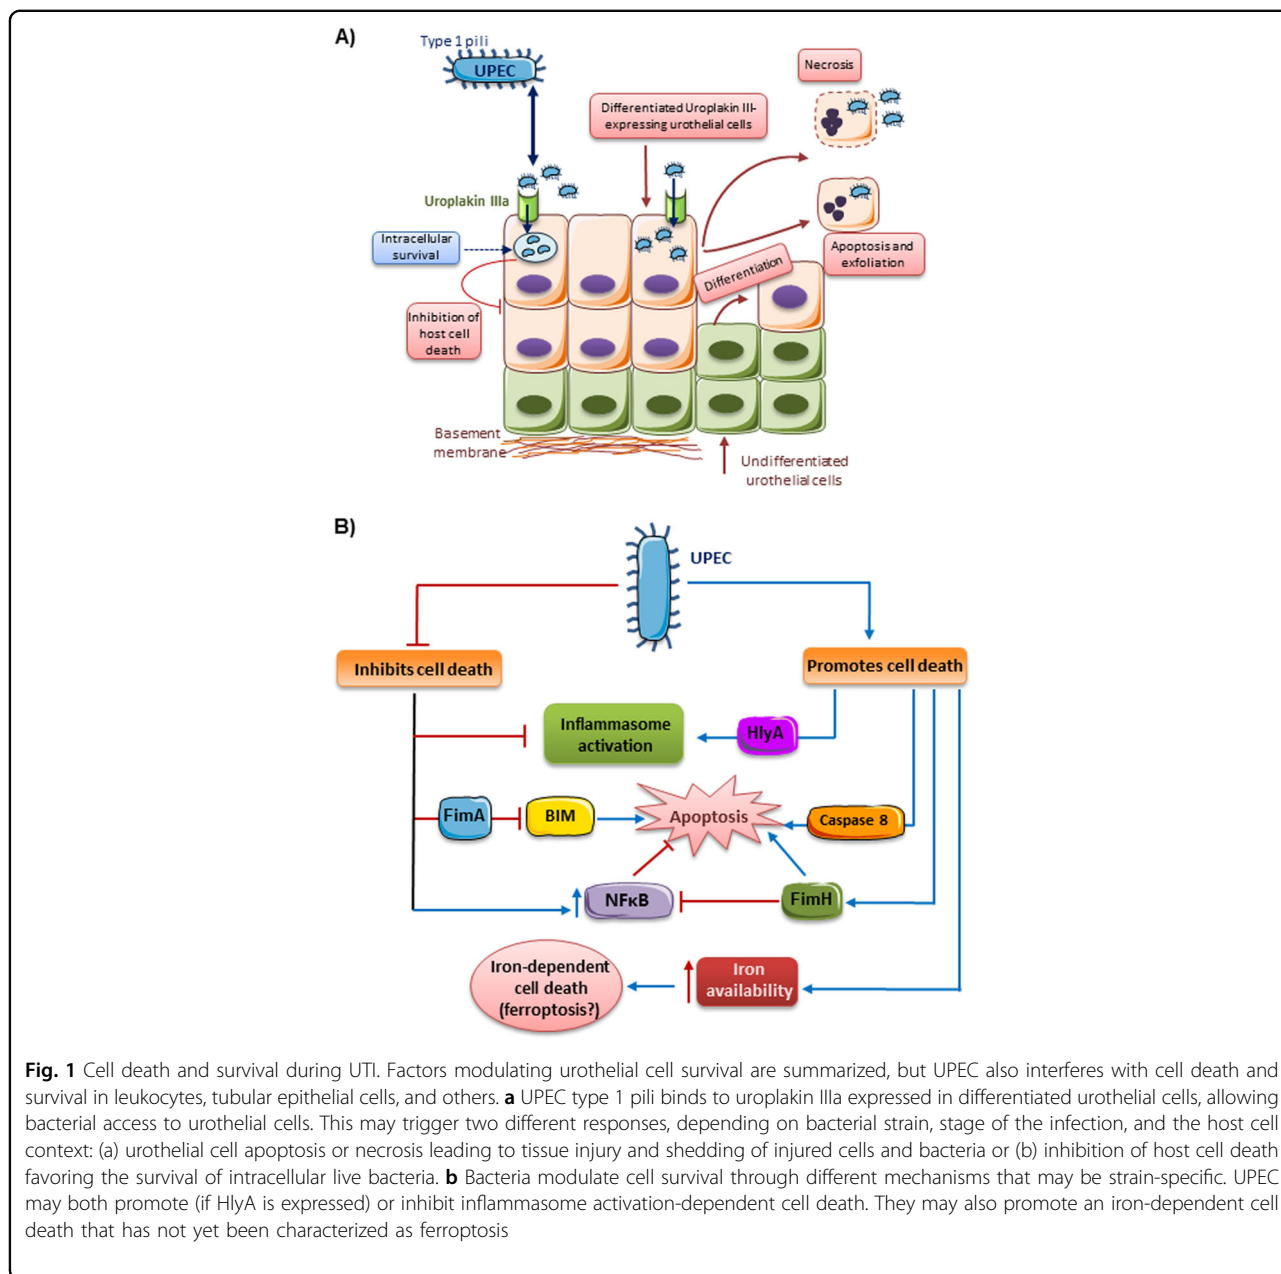 A)
Type 1 pili
UPEC
Necrosis
Differentiated Uroplakin III-
expressing urothelial cells
Uroplakin IIIa
Intracellular
survival
Apoptosis and
exfoliation
Differentiation
Inhibition of
host cell
death
Basement
membrane
Undifferentiated
urothelial cells
B)
UPEC
Inhibits cell death
Promotes cell death
Inflammasome
activation
HlyA
FimA
BIM
Apoptosis
Caspase 8
NFκB
FimH
Iron-dependent
cell death
(ferroptosis?)
Iron
availability
Fig. 1 Cell death and survival during UTI. Factors modulating urothelial cell survival are summarized, but UPEC also interferes with cell death and
survival in leukocytes, tubular epithelial cells, and others. a UPEC type 1 pili binds to uroplakin IIIa expressed in differentiated urothelial cells, allowing
bacterial access to urothelial cells. This may trigger two different responses, depending on bacterial strain, stage of the infection, and the host cell
context: (a) urothelial cell apoptosis or necrosis leading to tissue injury and shedding of injured cells and bacteria or (b) inhibition of host cell death
favoring the survival of intracellular live bacteria. b Bacteria modulate cell survival through different mechanisms that may be strain-specific. UPEC
may both promote (if HlyA is expressed) or inhibit inflammasome activation-dependent cell death. They may also promote an iron-dependent cell
death that has not yet been characterized as ferroptosis